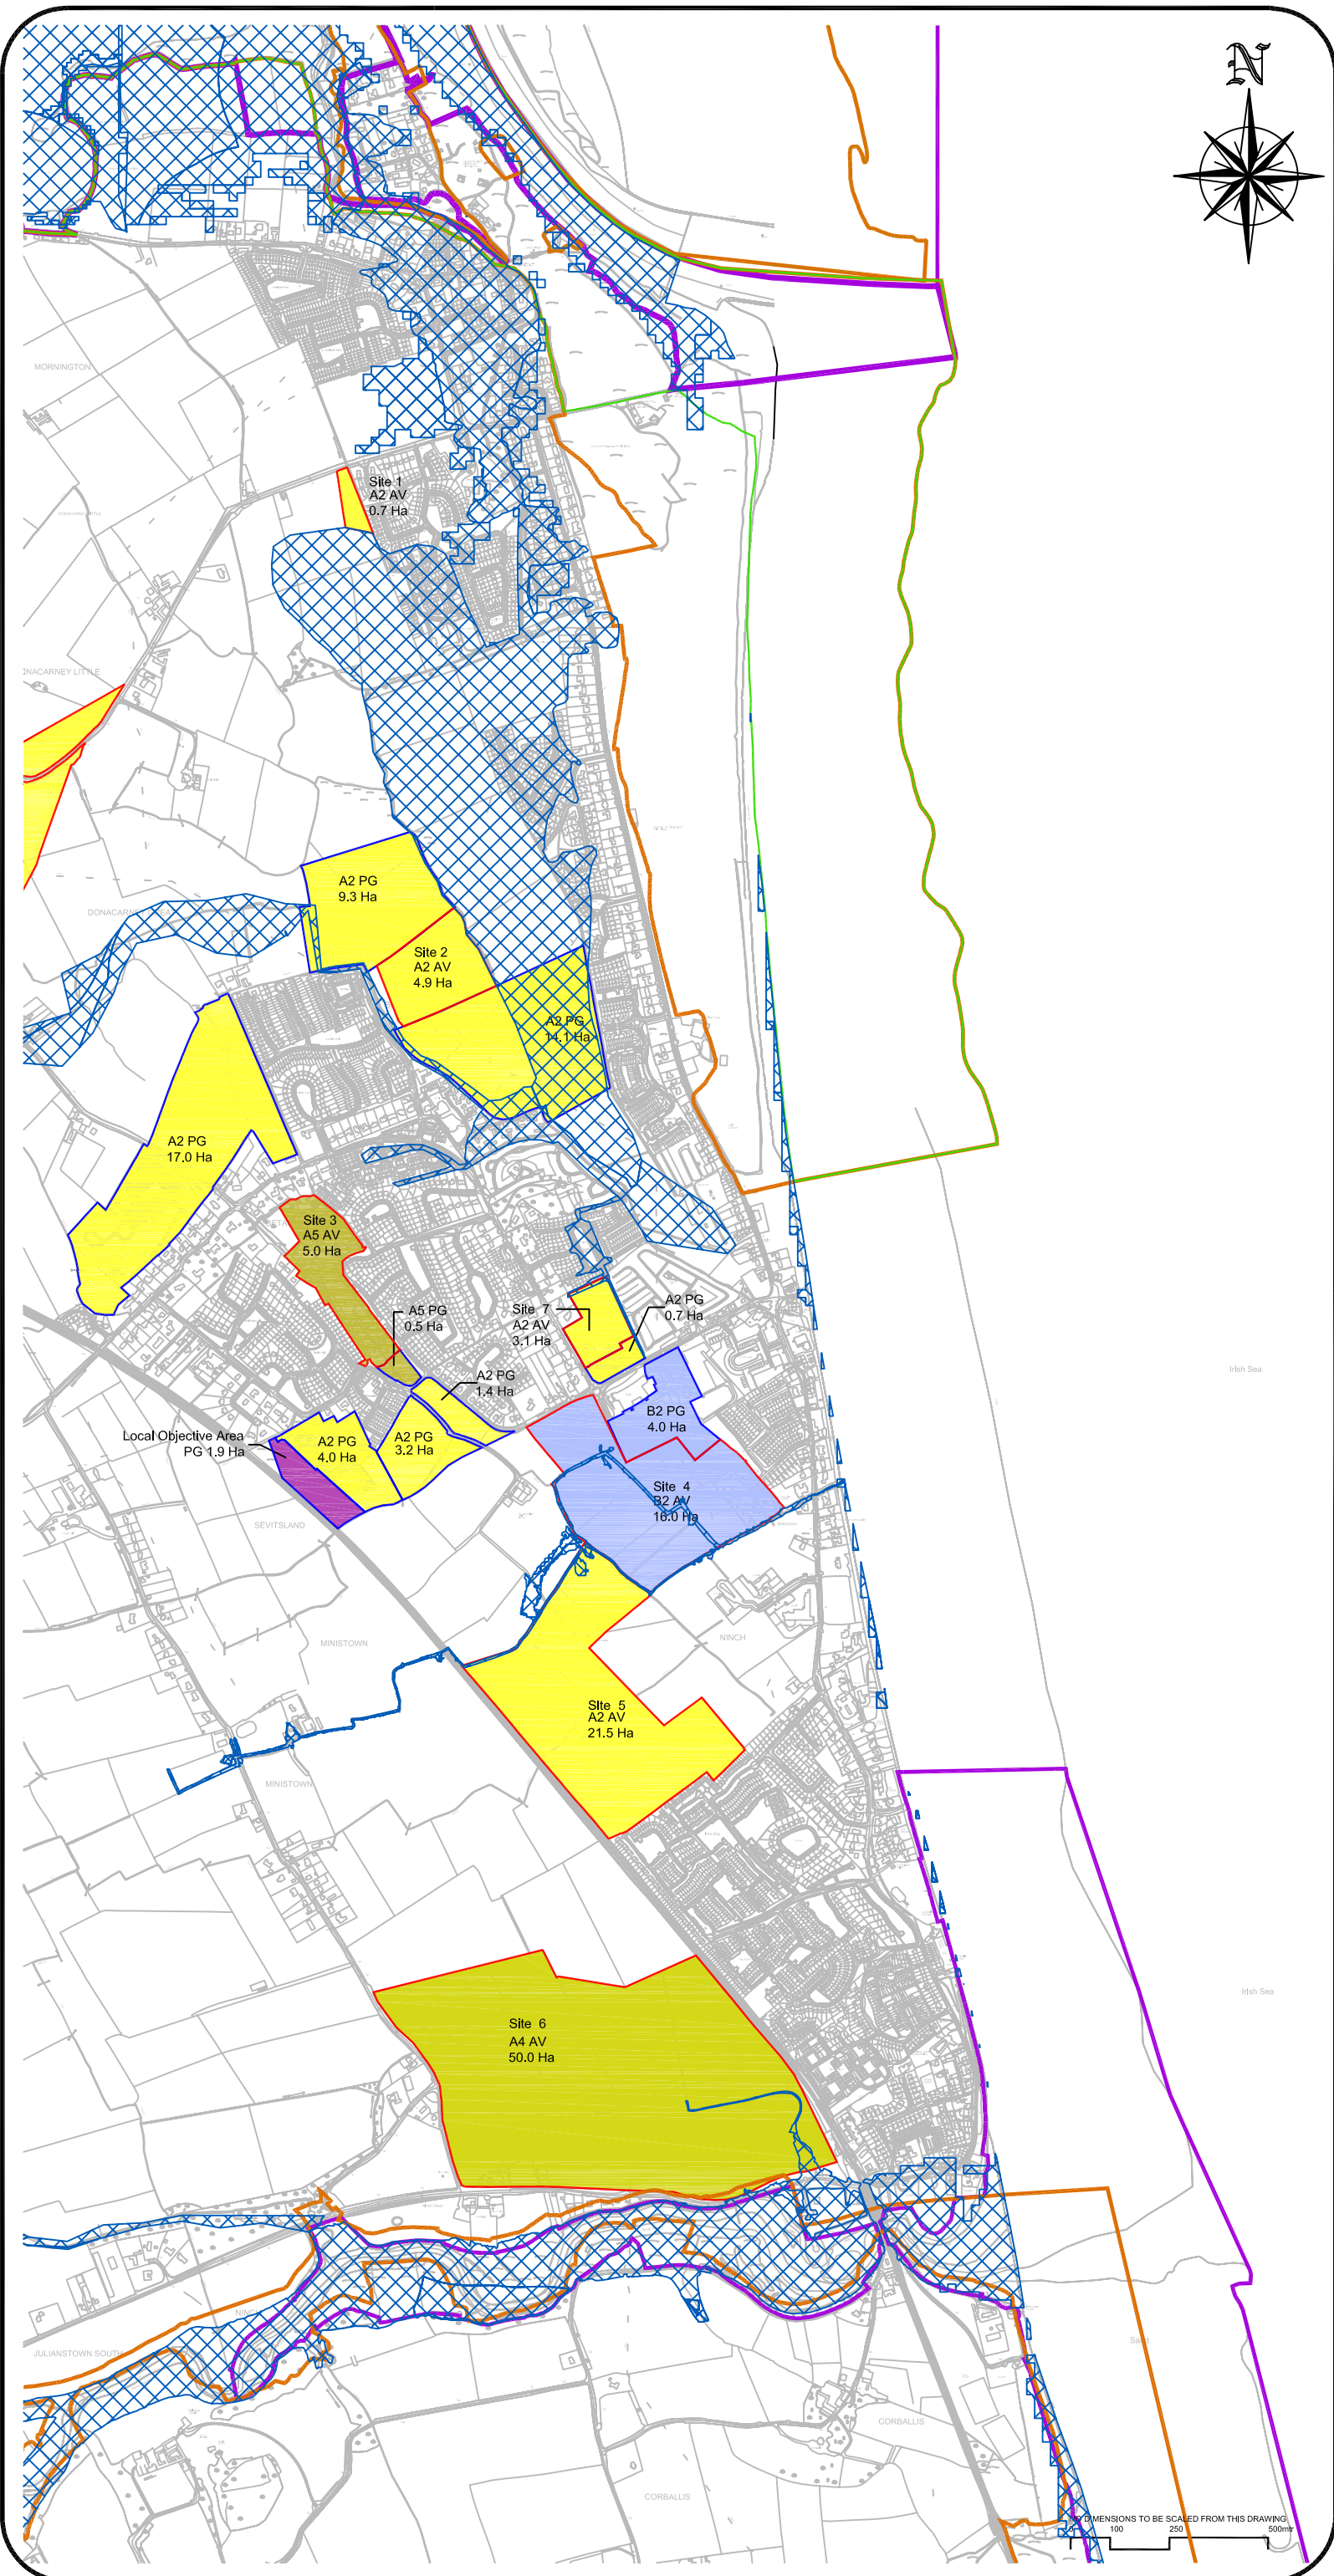 N
MORNINGTON
Site 1
A2 AV
0.7 Ha
DONACARNEY LITTLE
NACARNEY LITTLE
A2 PG
9.3 Ha
Site 2
A2 AV
4.9 Ha
A2 PG
14.1 Ha
A2 PG
17.0 Ha
Site 3
A5 AV
5.0 Ha
A5 PG
0.5 Ha
Site 7
A2 AV
3.1 Ha
A2 PG
0.7 Ha
A2 PG
1.4 Ha
Irish Sea
B2 PG
4.0 Ha
Local Objective Area
PG 1.9 Ha
A2 PG
4.0 Ha
A2 PG
3.2 Ha
Site 4
B2 AV
16.0 Ha
SEVITSLAND
MINISTOWN
NINCH
Site 5
A2 AV
21.5 Ha
MINISTOWN
Irish Sea
Site 6
A4 AV
50.0 Ha
JULIANSTOWN SOUTH
CORBALLIS
CORBALLIS
DIMENSIONS TO BE SCALED FROM THIS DRAWING
0 100 250 500mtr